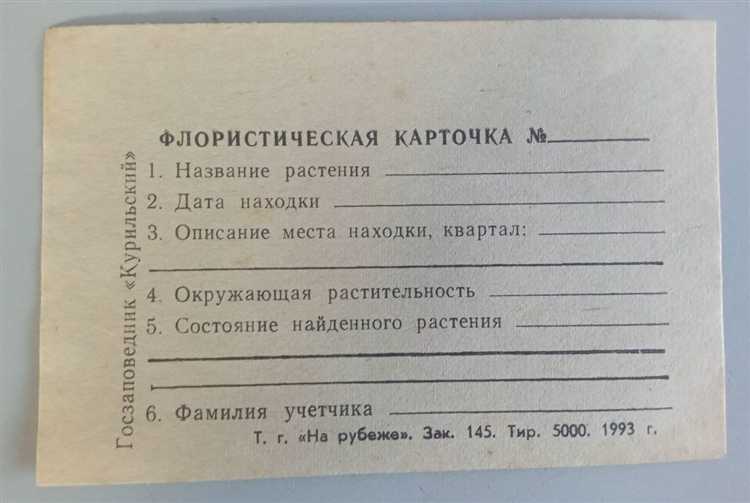 Госзаповедник «Курильский»
ФЛОРИСТИЧЕСКАЯ КАРТОЧКА №
1. Название растения
2. Дата находки
3. Описание места находки, квартал:
4. Окружающая растительность
5. Состояние найденного растения
6. Фамилия учетчика
Т. г. «На рубеже». Зак. 145. Тир. 5000. 1993 г.